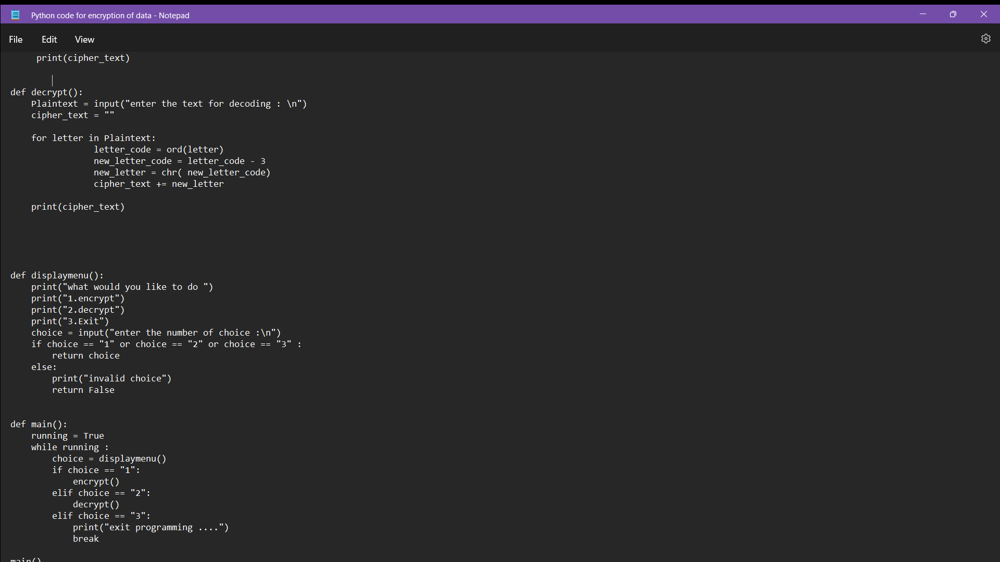 Python code for encryption of data - Notepad
File Edit View
print(cipher_text)
def decrypt():
    Plaintext = input("enter the text for decoding : \n")
    cipher_text = ""
    for letter in Plaintext:
                letter_code = ord(letter)
                new_letter_code = letter_code - 3
                new_letter = chr( new_letter_code)
                cipher_text += new_letter
    print(cipher_text)
def displaymenu():
    print("what would you like to do ")
    print("1.encrypt")
    print("2.decrypt")
    print("3.Exit")
    choice = input("enter the number of choice :\n")
    if choice == "1" or choice == "2" or choice == "3" :
        return choice
    else:
        print("invalid choice")
        return False
def main():
    running = True
    while running :
        choice = displaymenu()
        if choice == "1":
            encrypt()
        elif choice == "2":
            decrypt()
        elif choice == "3":
            print("exit programming ....")
            break
main()